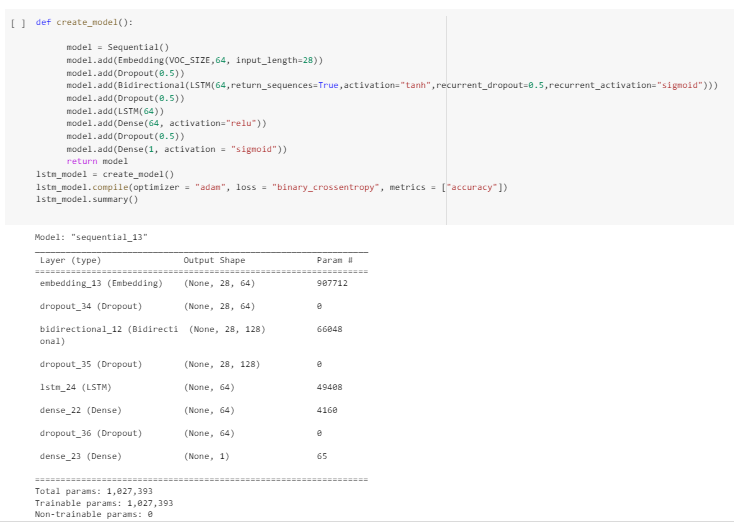 [ ] def create_model():
model = Sequential()
model.add(Embedding(VOC_SIZE,64, input_length=28))
model.add(Dropout(0.5))
model.add(Bidirectional(LSTM(64,return_sequences=True,activation="tanh",recurrent_dropout=0.5,recurrent_activation="sigmoid")))
model.add(Dropout(0.5))
model.add(LSTM(64))
model.add(Dense(64, activation="relu"))
model.add(Dropout(0.5))
model.add(Dense(1, activation = "sigmoid"))
return model
lstm_model = create_model()
lstm_model.compile(optimizer = "adam", loss = "binary_crossentropy", metrics = ["accuracy"])
lstm_model.summary()
Model: "sequential_13"
Layer (type) Output Shape Param #
=================================================================
embedding_13 (Embedding) (None, 28, 64) 907712
dropout_34 (Dropout) (None, 28, 64) 0
bidirectional_12 (Bidirecti (None, 28, 128) 66048
onal)
dropout_35 (Dropout) (None, 28, 128) 0
lstm_24 (LSTM) (None, 64) 49408
dense_22 (Dense) (None, 64) 4160
dropout_36 (Dropout) (None, 64) 0
dense_23 (Dense) (None, 1) 65
=================================================================
Total params: 1,027,393
Trainable params: 1,027,393
Non-trainable params: 0